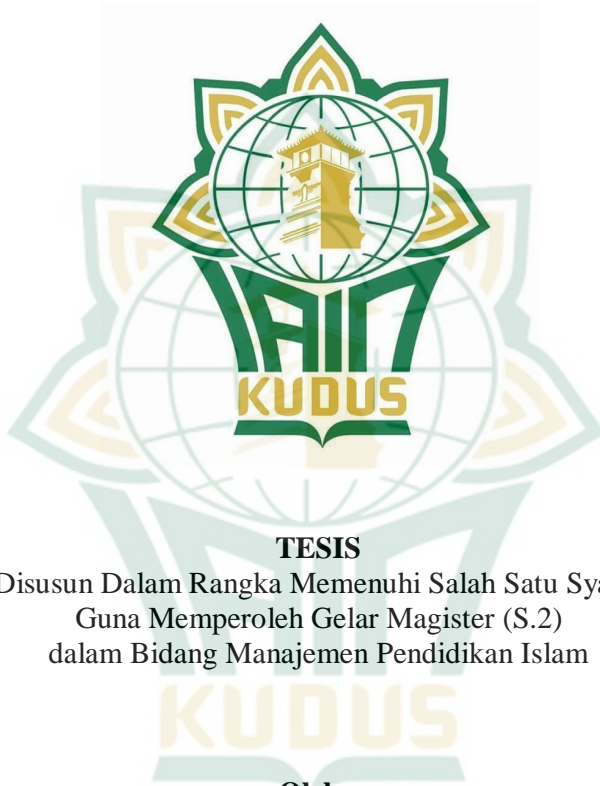 IAIN
KUDUS
TESIS
Disusun Dalam Rangka Memenuhi Salah Satu
Guna Memperoleh Gelar Magister (S.2)
dalam Bidang Manajemen Pendidikan Islam
KUDUS